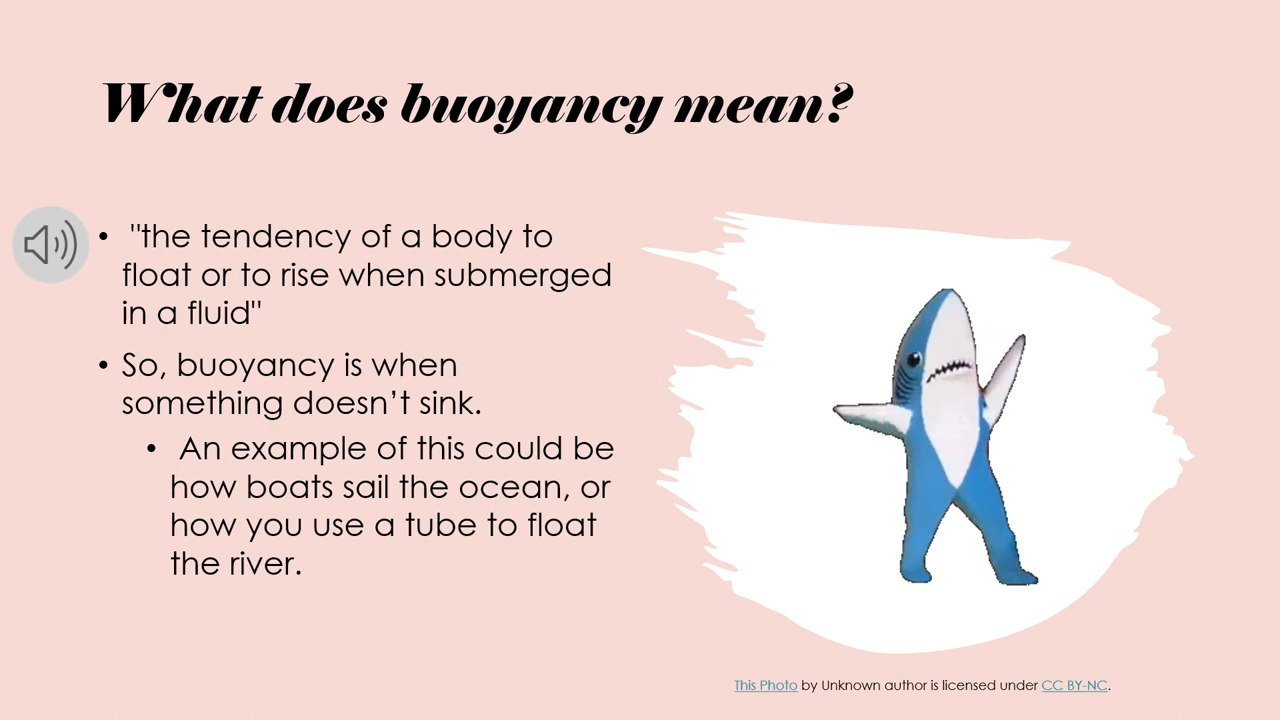 What does buoyancy mean?
• "the tendency of a body to
float or to rise when submerged
in a fluid"
• So, buoyancy is when
something doesn’t sink.
• An example of this could be
how boats sail the ocean, or
how you use a tube to float
the river.
This Photo by Unknown author is licensed under CC BY-NC.